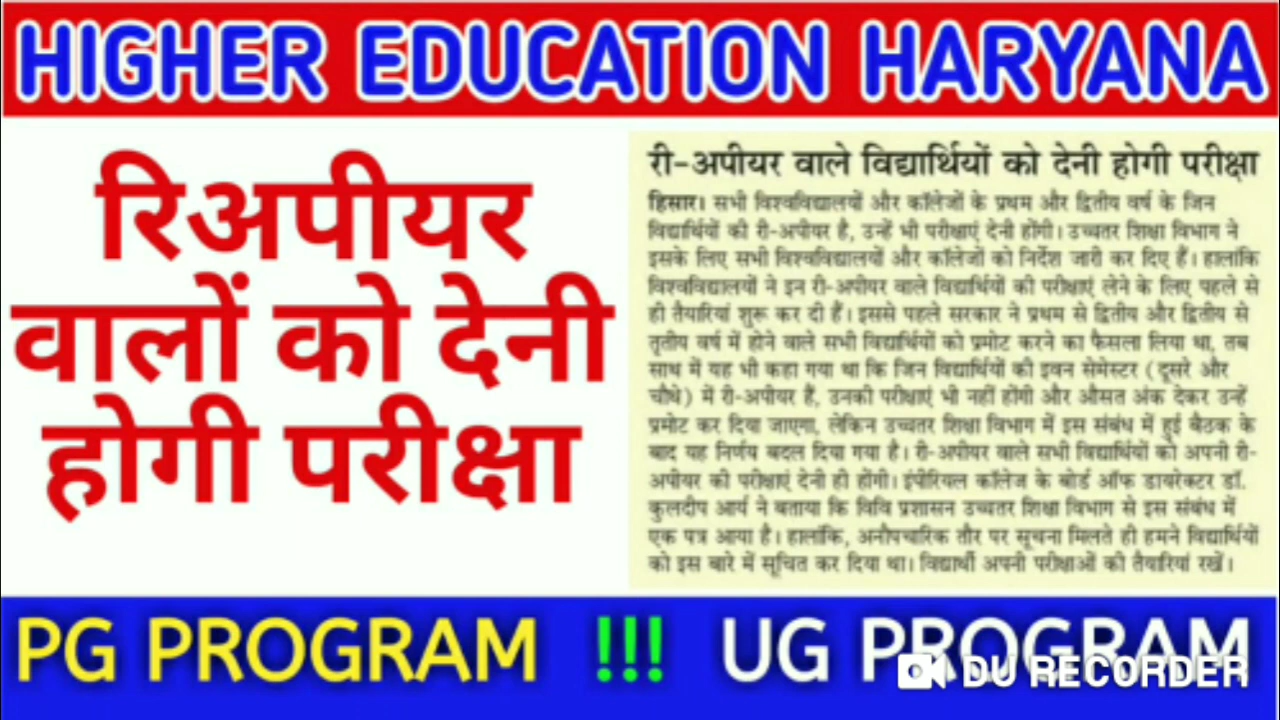 HIGHER EDUCATION HARYANA
रिअपीयर
वालों को देनी
होगी परीक्षा
री-अपीयर वाले विद्यार्थियों को देनी होगी परीक्षा
हिसार। सभी विश्वविद्यालयों और कॉलेजों के प्रथम और द्वितीय वर्ष के जिन
विद्यार्थियों की री-अपीयर है, उन्हें भी परीक्षाएं देनी होंगी। उच्चतर शिक्षा विभाग ने
इसके लिए सभी विश्वविद्यालयों और कॉलेजों को निर्देश जारी कर दिए हैं। हालांकि
विश्वविद्यालयों ने इन री-अपीयर वाले विद्यार्थियों की परीक्षाएं लेने के लिए पहले से
ही तैयारियां शुरू कर दी हैं। इससे पहले सरकार ने प्रथम से द्वितीय और द्वितीय से
तृतीय वर्ष में होने वाले सभी विद्यार्थियों को प्रमोट करने का फैसला लिया था, तब
साथ में यह भी कहा गया था कि जिन विद्यार्थियों की इवन सेमेस्टर (दूसरे और
चौथे) में री-अपीयर हैं, उनकी परीक्षाएं भी नहीं होंगी और औसत अंक देकर उन्हें
प्रमोट कर दिया जाएगा, लेकिन उच्चतर शिक्षा विभाग में इस संबंध में हुई बैठक के
बाद यह निर्णय बदल दिया गया है। री-अपीयर वाले सभी विद्यार्थियों को अपनी री-
अपीयर की परीक्षाएं देनी ही होंगी। इंपीरियल कॉलेज के बोर्ड ऑफ डायरेक्टर डॉ.
कुलदीप आर्य ने बताया कि विवि प्रशासन उच्चतर शिक्षा विभाग से इस संबंध में
एक पत्र आया है। हालांकि, अनौपचारिक तौर पर सूचना मिलते ही हमने विद्यार्थियों
को इस बारे में सूचित कर दिया था। विद्यार्थी अपनी परीक्षाओं की तैयारियां रखें।
PG PROGRAM !!! UG PROGRAM
DU RECORDER